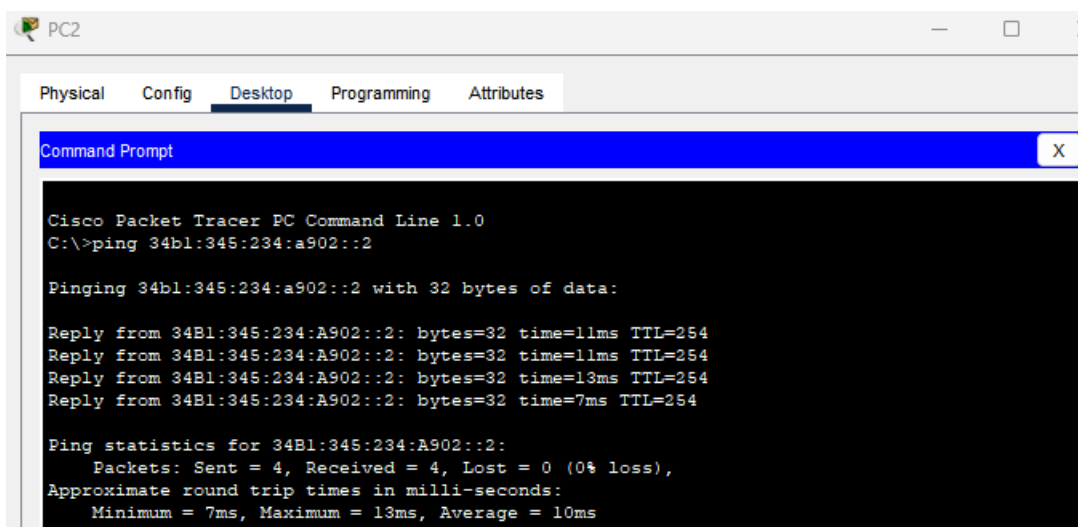 PC2
Physical Config Desktop Programming Attributes
Command Prompt X
Cisco Packet Tracer PC Command Line 1.0
C:\>ping 34b1:345:234:a902::2
Pinging 34b1:345:234:a902::2 with 32 bytes of data:
Reply from 34B1:345:234:A902::2: bytes=32 time=11ms TTL=254
Reply from 34B1:345:234:A902::2: bytes=32 time=11ms TTL=254
Reply from 34B1:345:234:A902::2: bytes=32 time=13ms TTL=254
Reply from 34B1:345:234:A902::2: bytes=32 time=7ms TTL=254
Ping statistics for 34B1:345:234:A902::2:
Packets: Sent = 4, Received = 4, Lost = 0 (0% loss),
Approximate round trip times in milli-seconds:
Minimum = 7ms, Maximum = 13ms, Average = 10ms